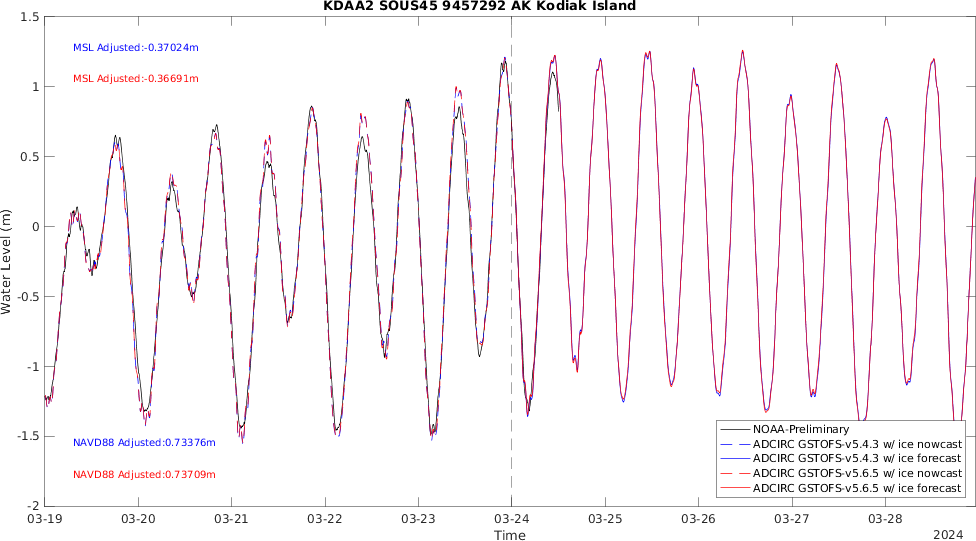 KDAA2 SOUS45 9457292 AK Kodiak Island
1.5
MSL Adjusted:-0.37024m
MSL Adjusted:-0.36691m
1
0.5
0
Water Level (m)
-0.5
-1
-1.5
NAVD88 Adjusted:0.73376m
NAVD88 Adjusted:0.73709m
-2
NOAA-Preliminary
ADCIRC GSTOFS-v5.4.3 w/ ice nowcast
ADCIRC GSTOFS-v5.4.3 w/ ice forecast
ADCIRC GSTOFS-v5.6.5 w/ ice nowcast
ADCIRC GSTOFS-v5.6.5 w/ ice forecast
03-19 03-20 03-21 03-22 03-23 03-24 03-25 03-26 03-27 03-28
Time
2024